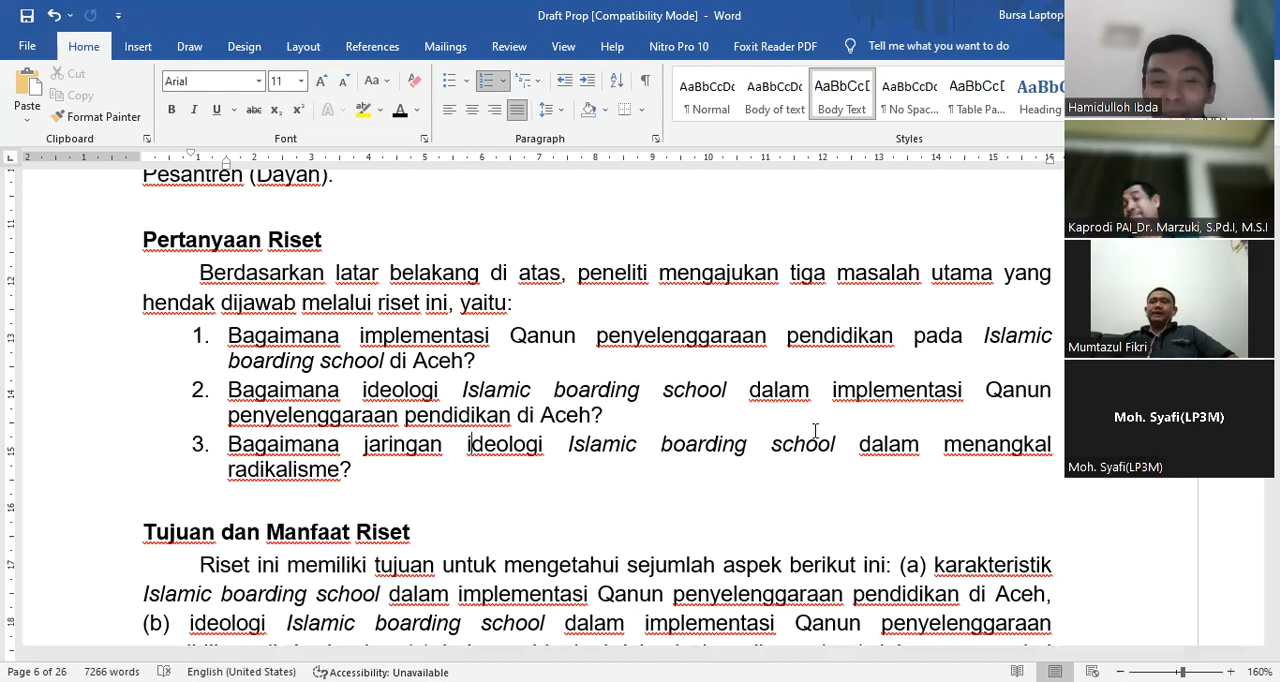 Draft Prop [Compatibility Mode] - Word
Bursa Laptop
File Home Insert Draw Design Layout References Mailings Review View Help Nitro Pro 10 Foxit Reader PDF Tell me what you want to do
Paste
Cut
Copy
Format Painter
Clipboard
Arial 11
Font
Paragraph
AaBbCcDc AaBbCcD AaBbCcD AaBbCcDc AaBbCcDc AaBbC
¶ Normal Body of text Body Text ¶ No Spac... ¶ Table Pa... Heading
Styles
Pesantren (Dayah).
Pertanyaan Riset
Berdasarkan latar belakang di atas, peneliti mengajukan tiga masalah utama yang
hendak dijawab melalui riset ini, yaitu:
1. Bagaimana implementasi Qanun penyelenggaraan pendidikan pada Islamic
boarding school di Aceh?
2. Bagaimana ideologi Islamic boarding school dalam implementasi Qanun
penyelenggaraan pendidikan di Aceh?
3. Bagaimana jaringan ideologi Islamic boarding school dalam menangkal
radikalisme?
Tujuan dan Manfaat Riset
Riset ini memiliki tujuan untuk mengetahui sejumlah aspek berikut ini: (a) karakteristik
Islamic boarding school dalam implementasi Qanun penyelenggaraan pendidikan di Aceh,
(b) ideologi Islamic boarding school dalam implementasi Qanun penyelenggaraan
Page 6 of 26 7266 words English (United States) Accessibility: Unavailable 160%
Hamidulloh Ibda
Kaprodi PAI_Dr. Marzuki, S.Pd.I, M.S.I
Mumtazul Fikri
Moh. Syafi(LP3M)
Moh. Syafi(LP3M)